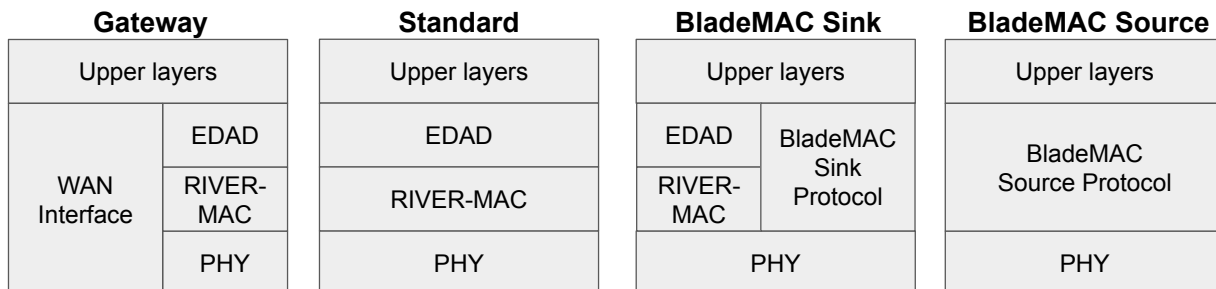 Gateway
Upper layers
WAN
Interface
EDAD
RIVER-
MAC
PHY
Standard
Upper layers
EDAD
RIVER-MAC
PHY
BladeMAC Sink
Upper layers
EDAD
RIVER-
MAC
BladeMAC
Sink
Protocol
PHY
BladeMAC Source
Upper layers
BladeMAC
Source Protocol
PHY